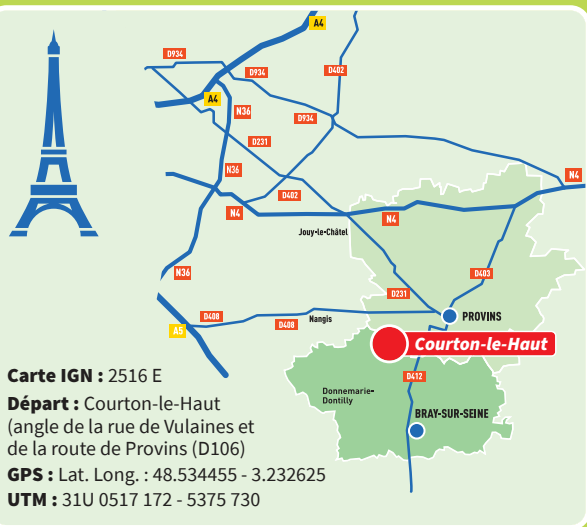 A4
D934
D934
D402
A4
N36
D934
D231
N36
D402
N4
N4
N4
Jouy-le-Châtel
N36
D403
D231
D408
D408
Nangis
A5
PROVINS
Courton-le-Haut
D412
Donnemarie-
Dontilly
BRAY-SUR-SEINE
Carte IGN : 2516 E
Départ : Courton-le-Haut
(angle de la rue de Vulaines et
de la route de Provins (D106)
GPS : Lat. Long. : 48.534455 - 3.232625
UTM : 31U 0517 172 - 5375 730